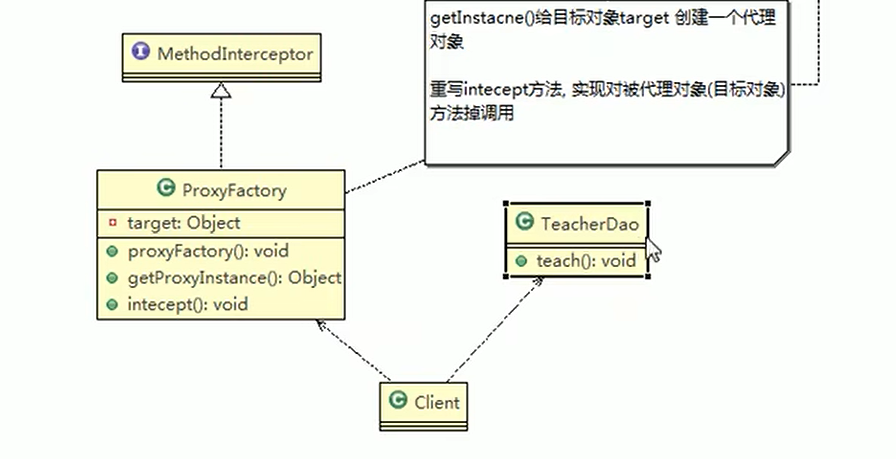 getInstacne()给目标对象target 创建一个代理
对象
重写intecept方法, 实现对被代理对象(目标对象)
方法掉调用
MethodInterceptor
ProxyFactory
target: Object
proxyFactory(): void
getProxyInstance(): Object
intecept(): void
TeacherDao
teach(): void
Client